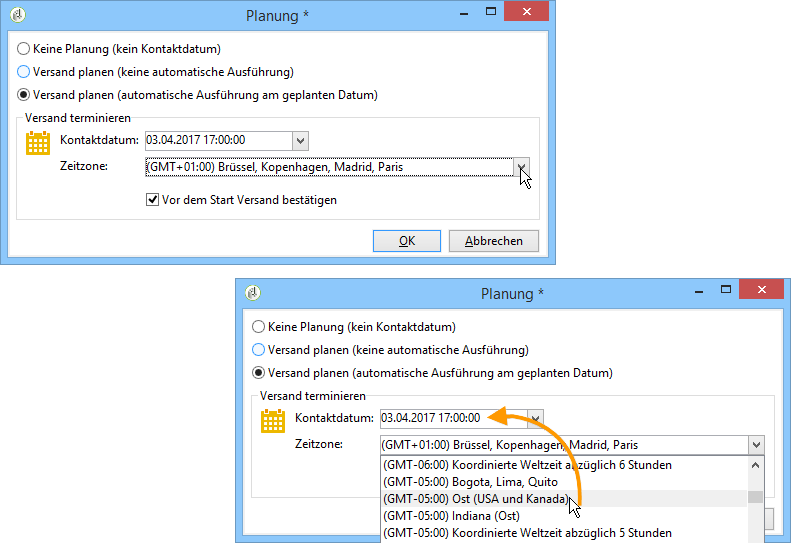 Planung *
Keine Planung (kein Kontaktdatum)
Versand planen (keine automatische Ausführung)
Versand planen (automatische Ausführung am geplanten Datum)
Versand terminieren
Kontaktdatum: 03.04.2017 17:00:00
Zeitzone: (GMT+01:00) Brüssel, Kopenhagen, Madrid, Paris
Vor dem Start Versand bestätigen
OK Abbrechen
Planung *
Keine Planung (kein Kontaktdatum)
Versand planen (keine automatische Ausführung)
Versand planen (automatische Ausführung am geplanten Datum)
Versand terminieren
Kontaktdatum: 03.04.2017 17:00:00
Zeitzone: (GMT+01:00) Brüssel, Kopenhagen, Madrid, Paris
(GMT-06:00) Koordinierte Weltzeit abzüglich 6 Stunden
(GMT-05:00) Bogota, Lima, Quito
(GMT-05:00) Ost (USA und Kanada)
(GMT-05:00) Indiana (Ost)
(GMT-05:00) Koordinierte Weltzeit abzüglich 5 Stunden